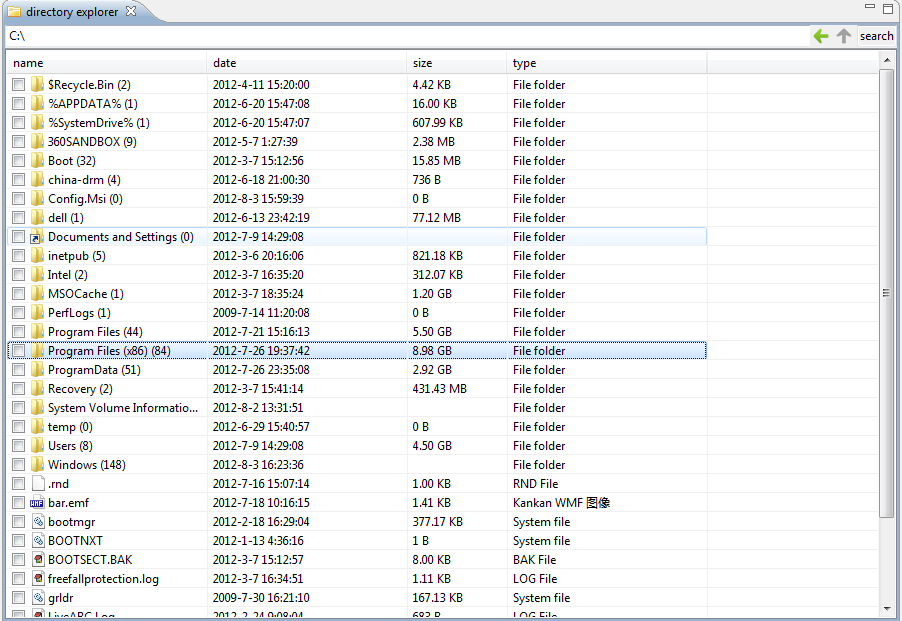 directory explorer
C:\ search
name date size type
$Recycle.Bin (2) 2012-4-11 15:20:00 4.42 KB File folder
%APPDATA% (1) 2012-6-20 15:47:08 16.00 KB File folder
%SystemDrive% (1) 2012-6-20 15:47:07 607.99 KB File folder
360SANDBOX (9) 2012-5-7 1:27:39 2.38 MB File folder
Boot (32) 2012-3-7 15:12:56 15.85 MB File folder
china-drm (4) 2012-6-18 21:00:30 736 B File folder
Config.Msi (0) 2012-8-3 15:59:39 0 B File folder
dell (1) 2012-6-13 23:42:19 77.12 MB File folder
Documents and Settings (0) 2012-7-9 14:29:08 File folder
inetpub (5) 2012-3-6 20:16:06 821.18 KB File folder
Intel (2) 2012-3-7 16:35:20 312.07 KB File folder
MSOCache (1) 2012-3-7 18:35:24 1.20 GB File folder
PerfLogs (1) 2009-7-14 11:20:08 0 B File folder
Program Files (44) 2012-7-21 15:16:13 5.50 GB File folder
Program Files (x86) (84) 2012-7-26 19:37:42 8.98 GB File folder
ProgramData (51) 2012-7-26 23:35:08 2.92 GB File folder
Recovery (2) 2012-3-7 15:41:14 431.43 MB File folder
System Volume Informatio... 2012-8-2 13:31:51 File folder
temp (0) 2012-6-29 15:40:57 0 B File folder
Users (8) 2012-7-9 14:29:08 4.50 GB File folder
Windows (148) 2012-8-3 16:23:36 File folder
.rnd 2012-7-16 15:07:14 1.00 KB RND File
bar.emf 2012-7-18 10:16:15 1.41 KB Kankan WMF 图像
bootmgr 2012-2-18 16:29:04 377.17 KB System file
BOOTNXT 2012-1-13 4:36:16 1 B System file
BOOTSECT.BAK 2012-3-7 15:12:57 8.00 KB BAK File
freefallprotection.log 2012-3-7 16:34:51 1.11 KB LOG File
grldr 2009-7-30 16:21:10 167.13 KB System file
2012-2-24 9:08:04 683 B LOG File